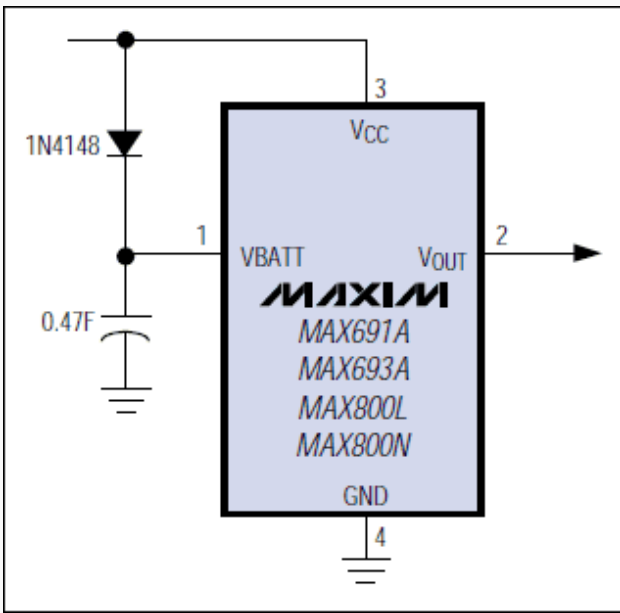 3
VCC
1N4148
1
2
VBATT
VOUT
MAXIM
0.47F
MAX691A
MAX693A
MAX800L
MAX800N
GND
4